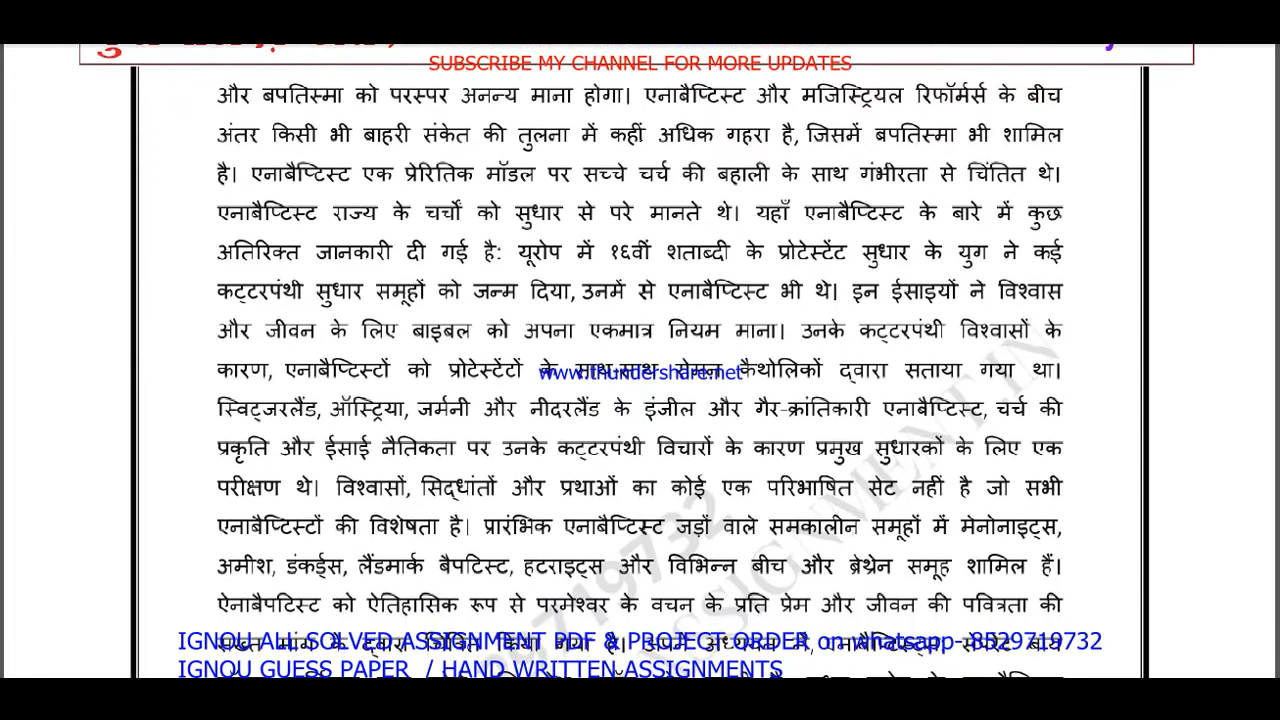 SUBSCRIBE MY CHANNEL FOR MORE UPDATES
और बपतिस्मा को परस्पर अनन्य माना होगा। एनाबैप्टिस्ट और मजिस्ट्रियल रिफॉर्मर्स के बीच
अंतर किसी भी बाहरी संकेत की तुलना में कहीं अधिक गहरा है, जिसमें बपतिस्मा भी शामिल
है। एनाबैप्टिस्ट एक प्रेरितिक मॉडल पर सच्चे चर्च की बहाली के साथ गंभीरता से चिंतित थे।
एनाबैप्टिस्ट राज्य के चर्चों को सुधार से परे मानते थे। यहाँ एनाबैप्टिस्ट के बारे में कुछ
अतिरिक्त जानकारी दी गई है: यूरोप में १६वीं शताब्दी के प्रोटेस्टेंट सुधार के युग ने कई
कट्टरपंथी सुधार समूहों को जन्म दिया, उनमें से एनाबैप्टिस्ट भी थे। इन ईसाइयों ने विश्वास
और जीवन के लिए बाइबल को अपना एकमात्र नियम माना। उनके कट्टरपंथी विश्वासों के
कारण, एनाबैप्टिस्टों को प्रोटेस्टेंटों के साथ-साथ रोमन कैथोलिकों द्वारा सताया गया था।
www.thundershare.net
स्विट्जरलैंड, ऑस्ट्रिया, जर्मनी और नीदरलैंड के इंजील और गैर-क्रांतिकारी एनाबैप्टिस्ट, चर्च की
प्रकृति और ईसाई नैतिकता पर उनके कट्टरपंथी विचारों के कारण प्रमुख सुधारकों के लिए एक
परीक्षण थे। विश्वासों, सिद्धांतों और प्रथाओं का कोई एक परिभाषित सेट नहीं है जो सभी
एनाबैप्टिस्टों की विशेषता है। प्रारंभिक एनाबैप्टिस्ट जड़ों वाले समकालीन समूहों में मेनोनाइट्स,
अमीश, डंकर्ड्स, लैंडमार्क बैपटिस्ट, हटराइट्स और विभिन्न बीच और ब्रेथ्रेन समूह शामिल हैं।
ऐनाबैपटिस्ट को ऐतिहासिक रूप से परमेश्वर के वचन के प्रति प्रेम और जीवन की पवित्रता की
IGNOU ALL SOLVED ASSIGNMENT PDF & PROJECT ORDER on whatsapp- 8529719732
IGNOU GUESS PAPER / HAND WRITTEN ASSIGNMENTS